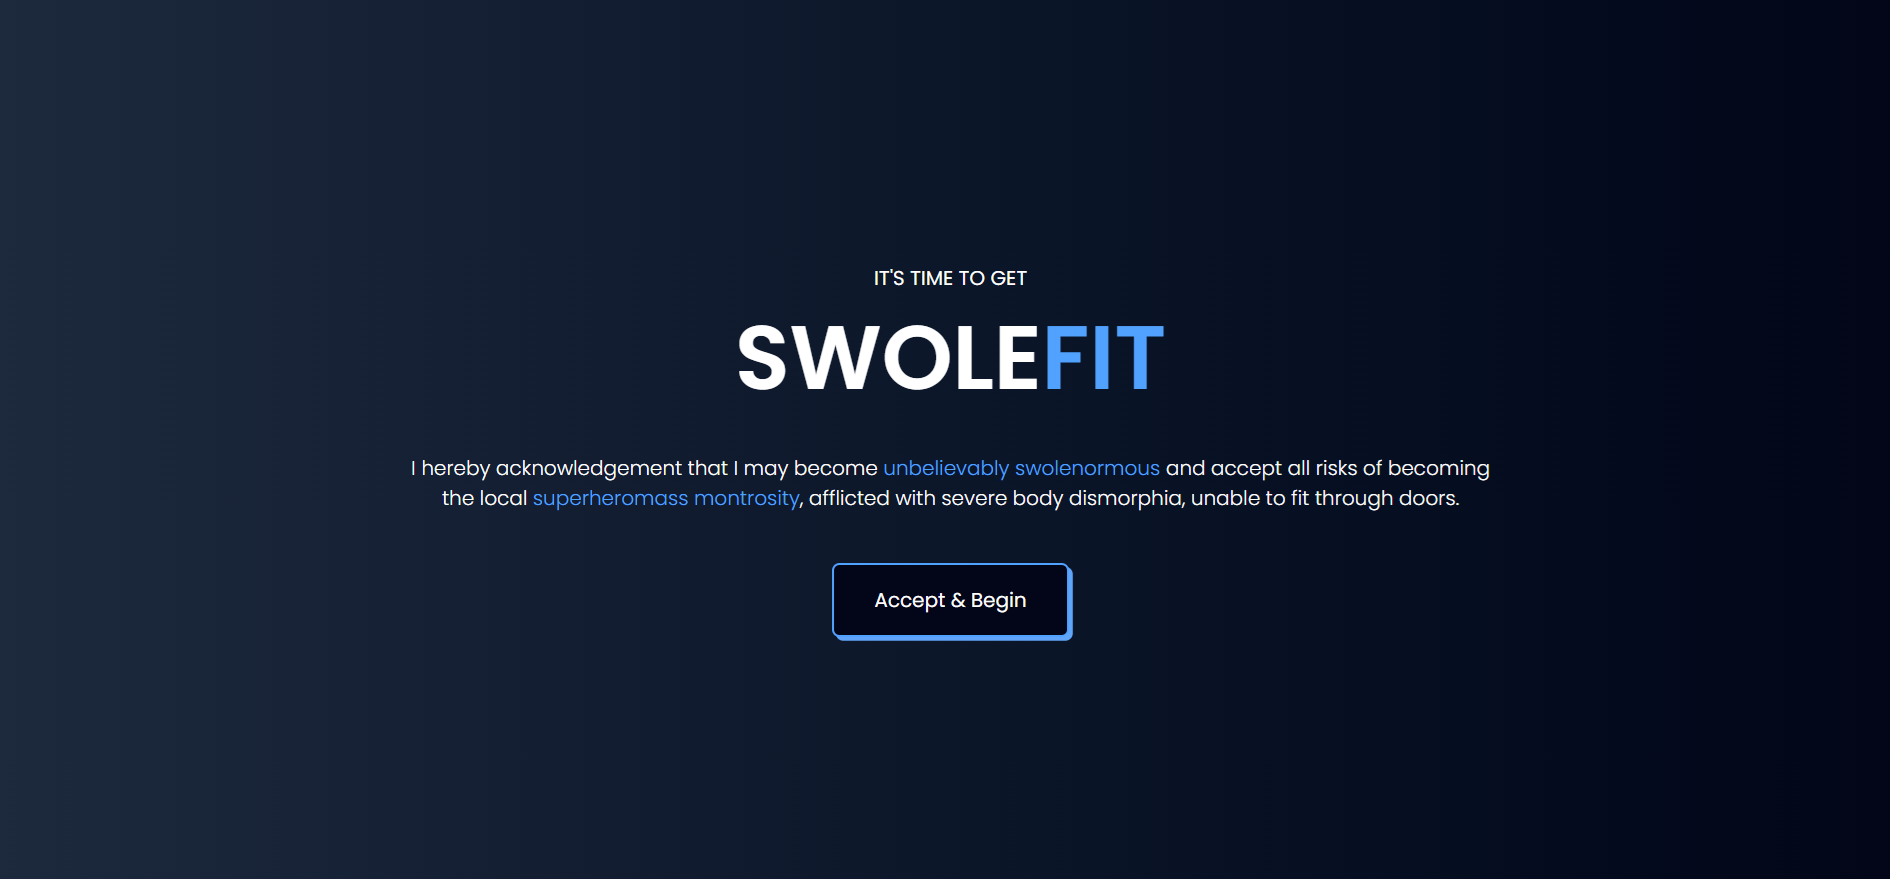 IT'S TIME TO GET
SWOLEFIT
I hereby acknowledgement that I may become unbelievably swolenormous and accept all risks of becoming
the local superheromass montrosity, afflicted with severe body dismorphia, unable to fit through doors.
Accept & Begin